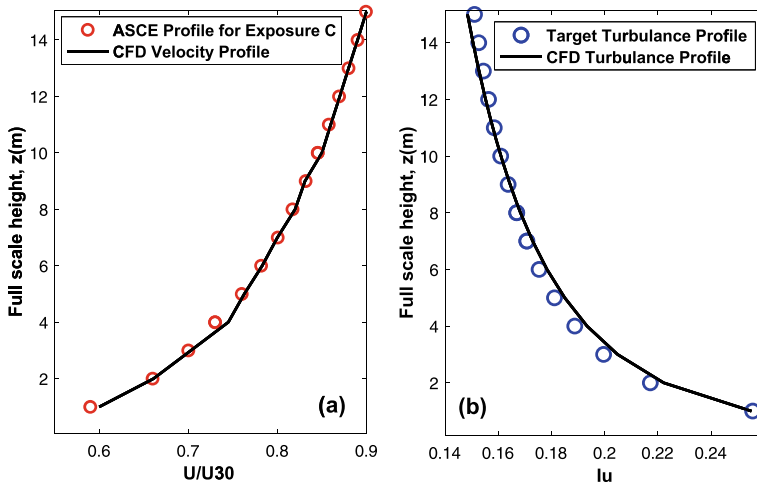 ASCE Profile for Exposure C
CFD Velocity Profile
14
12
10
8
6
4
2
Full scale height, z(m)
(a)
0.6
0.7
0.8
0.9
U/U30
Target Turbulance Profile
CFD Turbulance Profile
14
12
10
8
6
4
2
Full scale height, z(m)
(b)
0.14
0.16
0.18
0.2
0.22
0.24
Iu